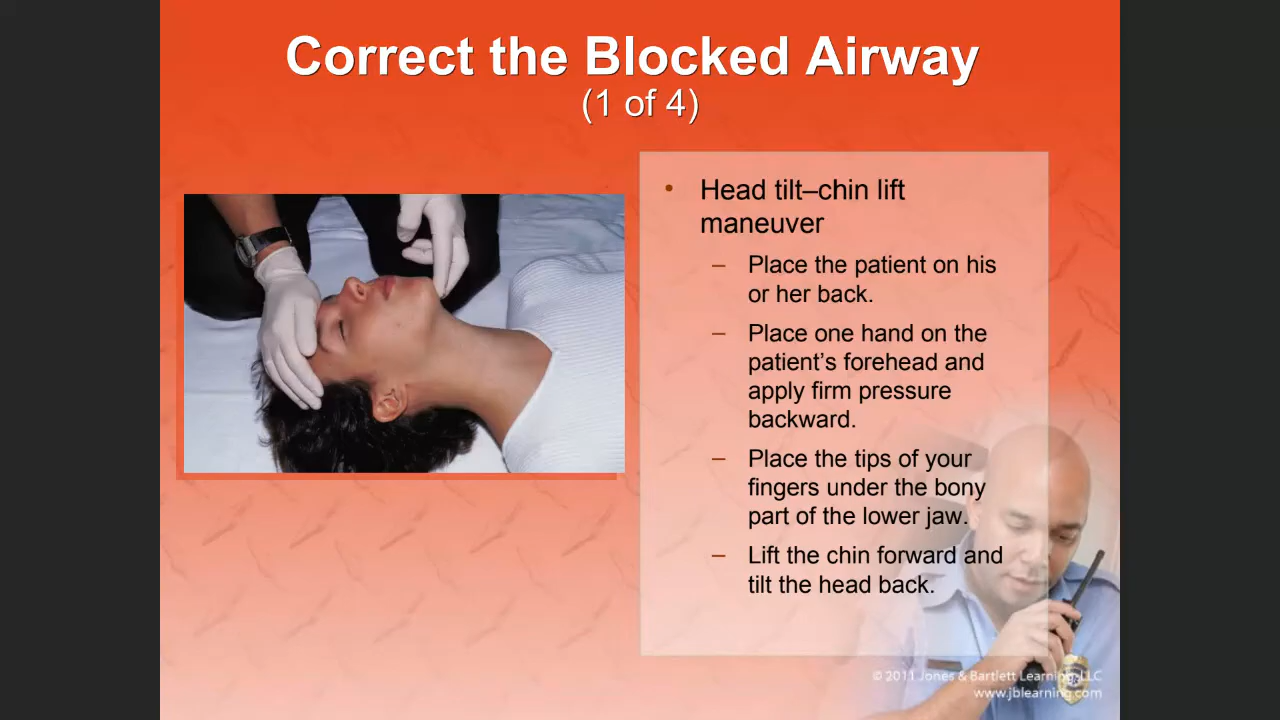 Correct the Blocked Airway
(1 of 4)
• Head tilt–chin lift
maneuver
– Place the patient on his
or her back.
– Place one hand on the
patient's forehead and
apply firm pressure
backward.
– Place the tips of your
fingers under the bony
part of the lower jaw.
– Lift the chin forward and
tilt the head back.
© 2011 Jones & Bartlett Learning, LLC
www.jblearning.com